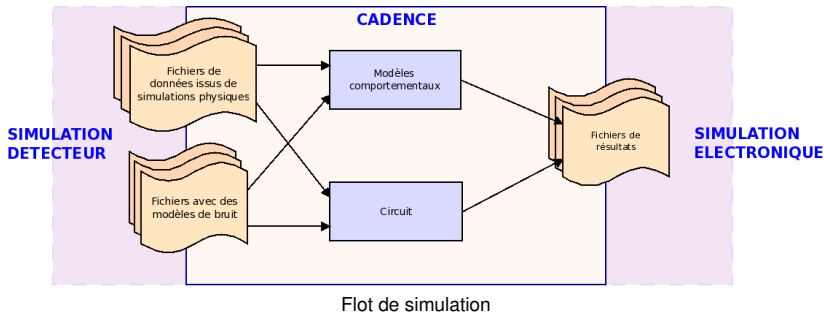 CADENCE
Fichiers de
données issus de
simulations physiques
Modèles
comportementaux
SIMULATION
DETECTEUR
Fichiers de
résultats
SIMULATION
ELECTRONIQUE
Fichiers avec des
modèles de bruit
Circuit
Flot de simulation